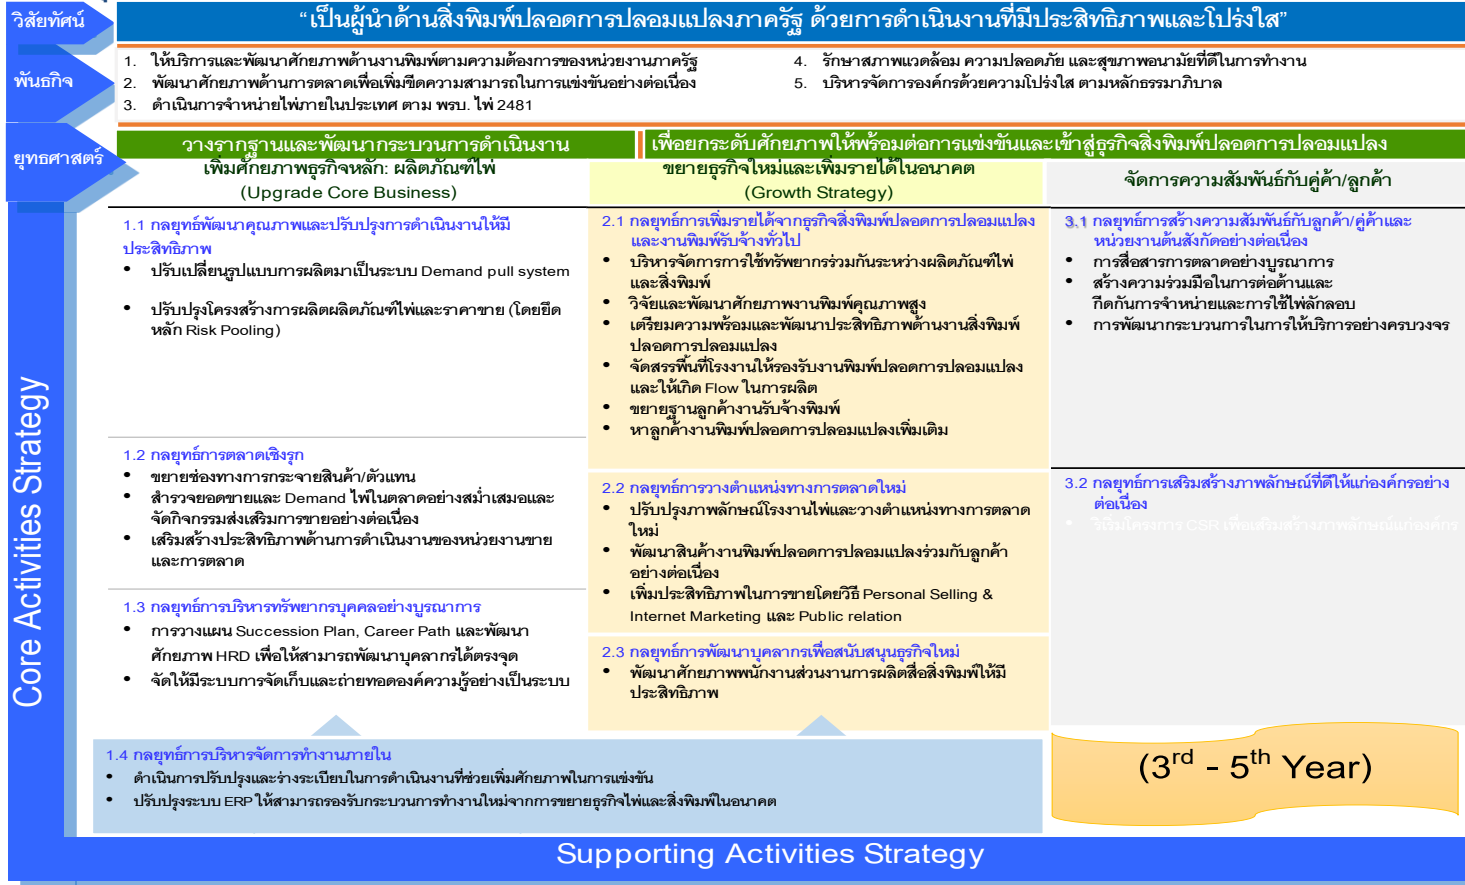 วิสัยทัศน์
“เป็นผู้นำด้านสิ่งพิมพ์ปลอดการปลอมแปลงภาครัฐ ด้วยการดำเนินงานที่มีประสิทธิภาพและโปร่งใส”
พันธกิจ
1. ให้บริการและพัฒนาศักยภาพด้านงานพิมพ์ตามความต้องการของหน่วยงานภาครัฐ
2. พัฒนาศักยภาพด้านการตลาดเพื่อเพิ่มขีดความสามารถในการแข่งขันอย่างต่อเนื่อง
3. ดำเนินการจำหน่ายไพ่ภายในประเทศ ตาม พรบ. ไพ่ 2481
4. รักษาสภาพแวดล้อม ความปลอดภัย และสุขภาพอนามัยที่ดีในการทำงาน
5. บริหารจัดการองค์กรด้วยความโปร่งใส ตามหลักธรรมาภิบาล
ยุทธศาสตร์
วางรากฐานและพัฒนากระบวนการดำเนินงาน
เพื่อยกระดับศักยภาพให้พร้อมต่อการแข่งขันและเข้าสู่ธุรกิจสิ่งพิมพ์ปลอดการปลอมแปลง
เพิ่มศักยภาพธุรกิจหลัก: ผลิตภัณฑ์ไพ่
(Upgrade Core Business)
ขยายธุรกิจใหม่และเพิ่มรายได้ในอนาคต
(Growth Strategy)
จัดการความสัมพันธ์กับคู่ค้า/ลูกค้า
Core Activities Strategy
1.1 กลยุทธ์พัฒนาคุณภาพและปรับปรุงการดำเนินงานให้มี
ประสิทธิภาพ
• ปรับเปลี่ยนรูปแบบการผลิตมาเป็นระบบ Demand pull system
• ปรับปรุงโครงสร้างการผลิตผลิตภัณฑ์ไพ่และราคาขาย (โดยยึด
หลัก Risk Pooling)
1.2 กลยุทธ์การตลาดเชิงรุก
• ขยายช่องทางการกระจายสินค้า/ตัวแทน
• สำรวจยอดขายและ Demand ไพ่ในตลาดอย่างสม่ำเสมอและ
จัดกิจกรรมส่งเสริมการขายอย่างต่อเนื่อง
• เสริมสร้างประสิทธิภาพด้านการดำเนินงานของหน่วยงานขาย
และการตลาด
1.3 กลยุทธ์การบริหารทรัพยากรบุคคลอย่างบูรณาการ
• การวางแผน Succession Plan, Career Path และพัฒนา
ศักยภาพ HRD เพื่อให้สามารถพัฒนาบุคลากรได้ตรงจุด
• จัดให้มีระบบการจัดเก็บและถ่ายทอดองค์ความรู้อย่างเป็นระบบ
2.1 กลยุทธ์การเพิ่มรายได้จากธุรกิจสิ่งพิมพ์ปลอดการปลอมแปลง
และงานพิมพ์รับจ้างทั่วไป
• บริหารจัดการการใช้ทรัพยากรร่วมกันระหว่างผลิตภัณฑ์ไพ่
และสิ่งพิมพ์
• วิจัยและพัฒนาศักยภาพงานพิมพ์คุณภาพสูง
• เตรียมความพร้อมและพัฒนาประสิทธิภาพด้านงานสิ่งพิมพ์
ปลอดการปลอมแปลง
• จัดสรรพื้นที่โรงงานให้รองรับงานพิมพ์ปลอดการปลอมแปลง
และให้เกิด Flow ในการผลิต
• ขยายฐานลูกค้างานรับจ้างพิมพ์
• หาลูกค้างานพิมพ์ปลอดการปลอมแปลงเพิ่มเติม
2.2 กลยุทธ์การวางตำแหน่งทางการตลาดใหม่
• ปรับปรุงภาพลักษณ์โรงงานไพ่และวางตำแหน่งทางการตลาด
ใหม่
• พัฒนาสินค้างานพิมพ์ปลอดการปลอมแปลงร่วมกับลูกค้า
อย่างต่อเนื่อง
• เพิ่มประสิทธิภาพในการขายโดยวิธี Personal Selling &
Internet Marketing และ Public relation
2.3 กลยุทธ์การพัฒนาบุคลากรเพื่อสนับสนุนธุรกิจใหม่
• พัฒนาศักยภาพพนักงานส่วนงานการผลิตสื่อสิ่งพิมพ์ให้มี
ประสิทธิภาพ
3.1 กลยุทธ์การสร้างความสัมพันธ์กับลูกค้า/คู่ค้าและ
หน่วยงานต้นสังกัดอย่างต่อเนื่อง
• การสื่อสารการตลาดอย่างบูรณาการ
• สร้างความร่วมมือในการต่อต้านและ
กีดกันการจำหน่ายและการใช้ไพ่ลักลอบ
• การพัฒนากระบวนการในการให้บริการอย่างครบวงจร
3.2 กลยุทธ์การเสริมสร้างภาพลักษณ์ที่ดีให้แก่องค์กรอย่าง
ต่อเนื่อง
• ริเริ่มโครงการ CSR เพื่อเสริมสร้างภาพลักษณ์แก่องค์กร
1.4 กลยุทธ์การบริหารจัดการทำงานภายใน
• ดำเนินการปรับปรุงและร่างระเบียบในการดำเนินงานที่ช่วยเพิ่มศักยภาพในการแข่งขัน
• ปรับปรุงระบบ ERP ให้สามารถรองรับกระบวนการทำงานใหม่จากการขยายธุรกิจไพ่และสิ่งพิมพ์ในอนาคต
(3rd - 5th Year)
Supporting Activities Strategy